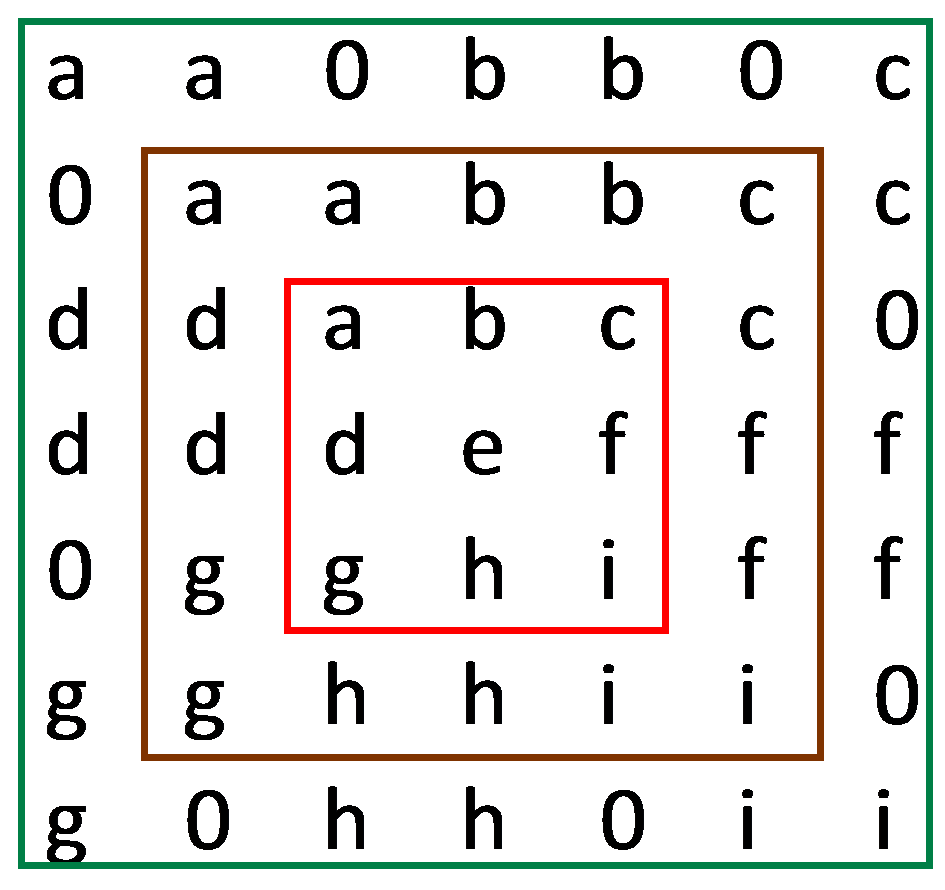 a a 0 b b 0 c
0 a a b b c c
d d a b c c 0
d d d e f f f
0 g g h i f f
g g h h i i 0
g 0 h h 0 i i